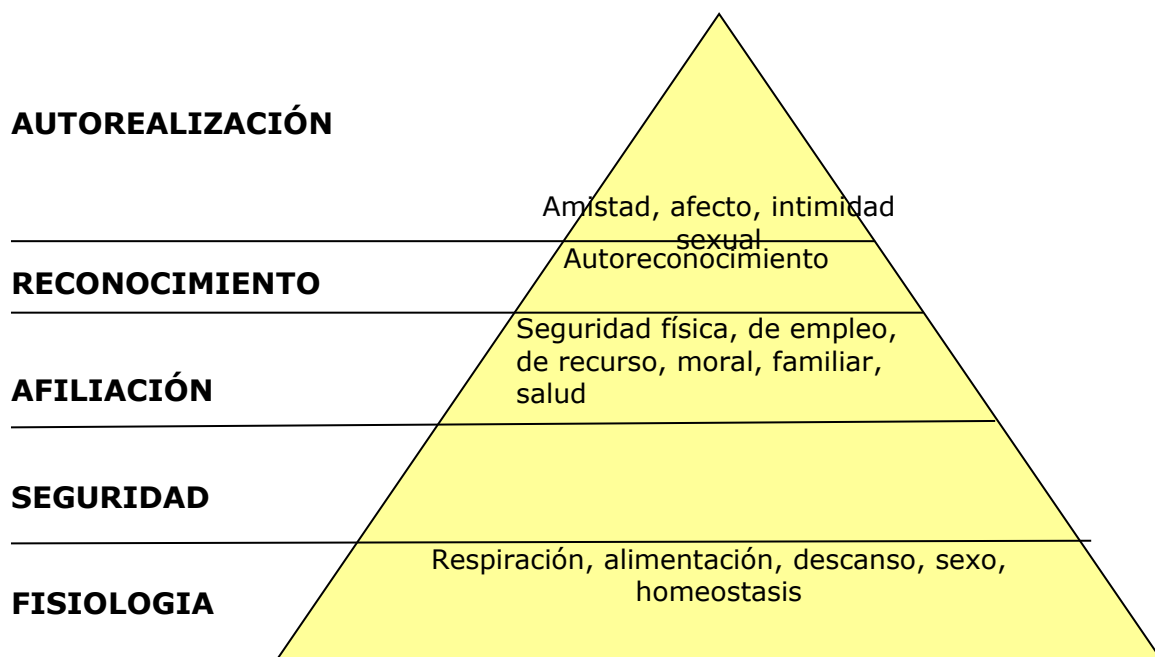 AUTOREALIZACIÓN
Amistad, afecto, intimidad
sexual
Autoreconocimiento
RECONOCIMIENTO
Seguridad física, de empleo,
de recurso, moral, familiar,
salud
AFILIACIÓN
SEGURIDAD
Respiración, alimentación, descanso, sexo,
homeostasis
FISIOLOGIA